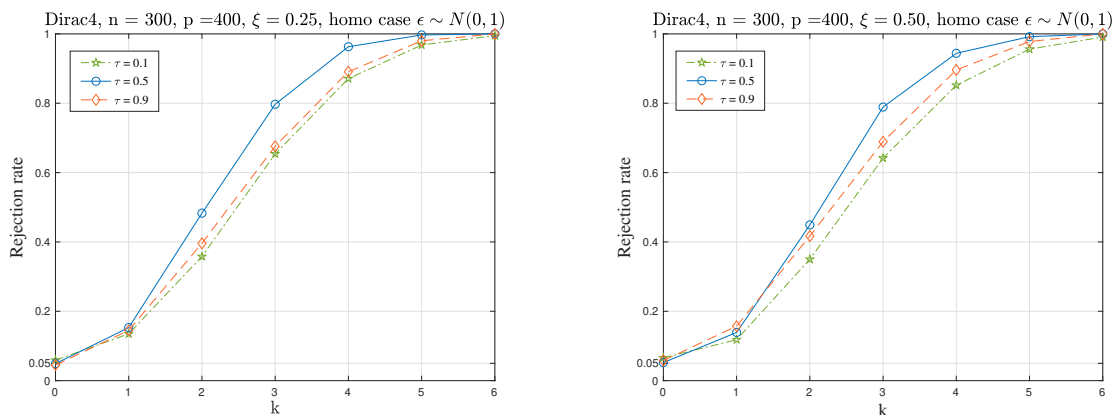 Dirac4, n = 300, p =400, ξ = 0.25, homo case ϵ ∼ N(0, 1)
1
0.8
0.6
0.4
0.2
0.05
0
Rejection rate
τ = 0.1
τ = 0.5
τ = 0.9
0 1 2 3 4 5 6
k
Dirac4, n = 300, p =400, ξ = 0.50, homo case ϵ ∼ N(0, 1)
1
0.8
0.6
0.4
0.2
0.05
0
Rejection rate
τ = 0.1
τ = 0.5
τ = 0.9
0 1 2 3 4 5 6
k